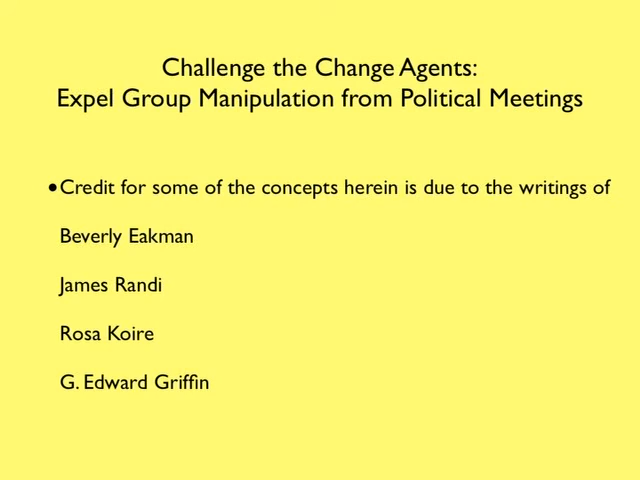 Challenge the Change Agents:
Expel Group Manipulation from Political Meetings
•Credit for some of the concepts herein is due to the writings of
Beverly Eakman
James Randi
Rosa Koire
G. Edward Griffin